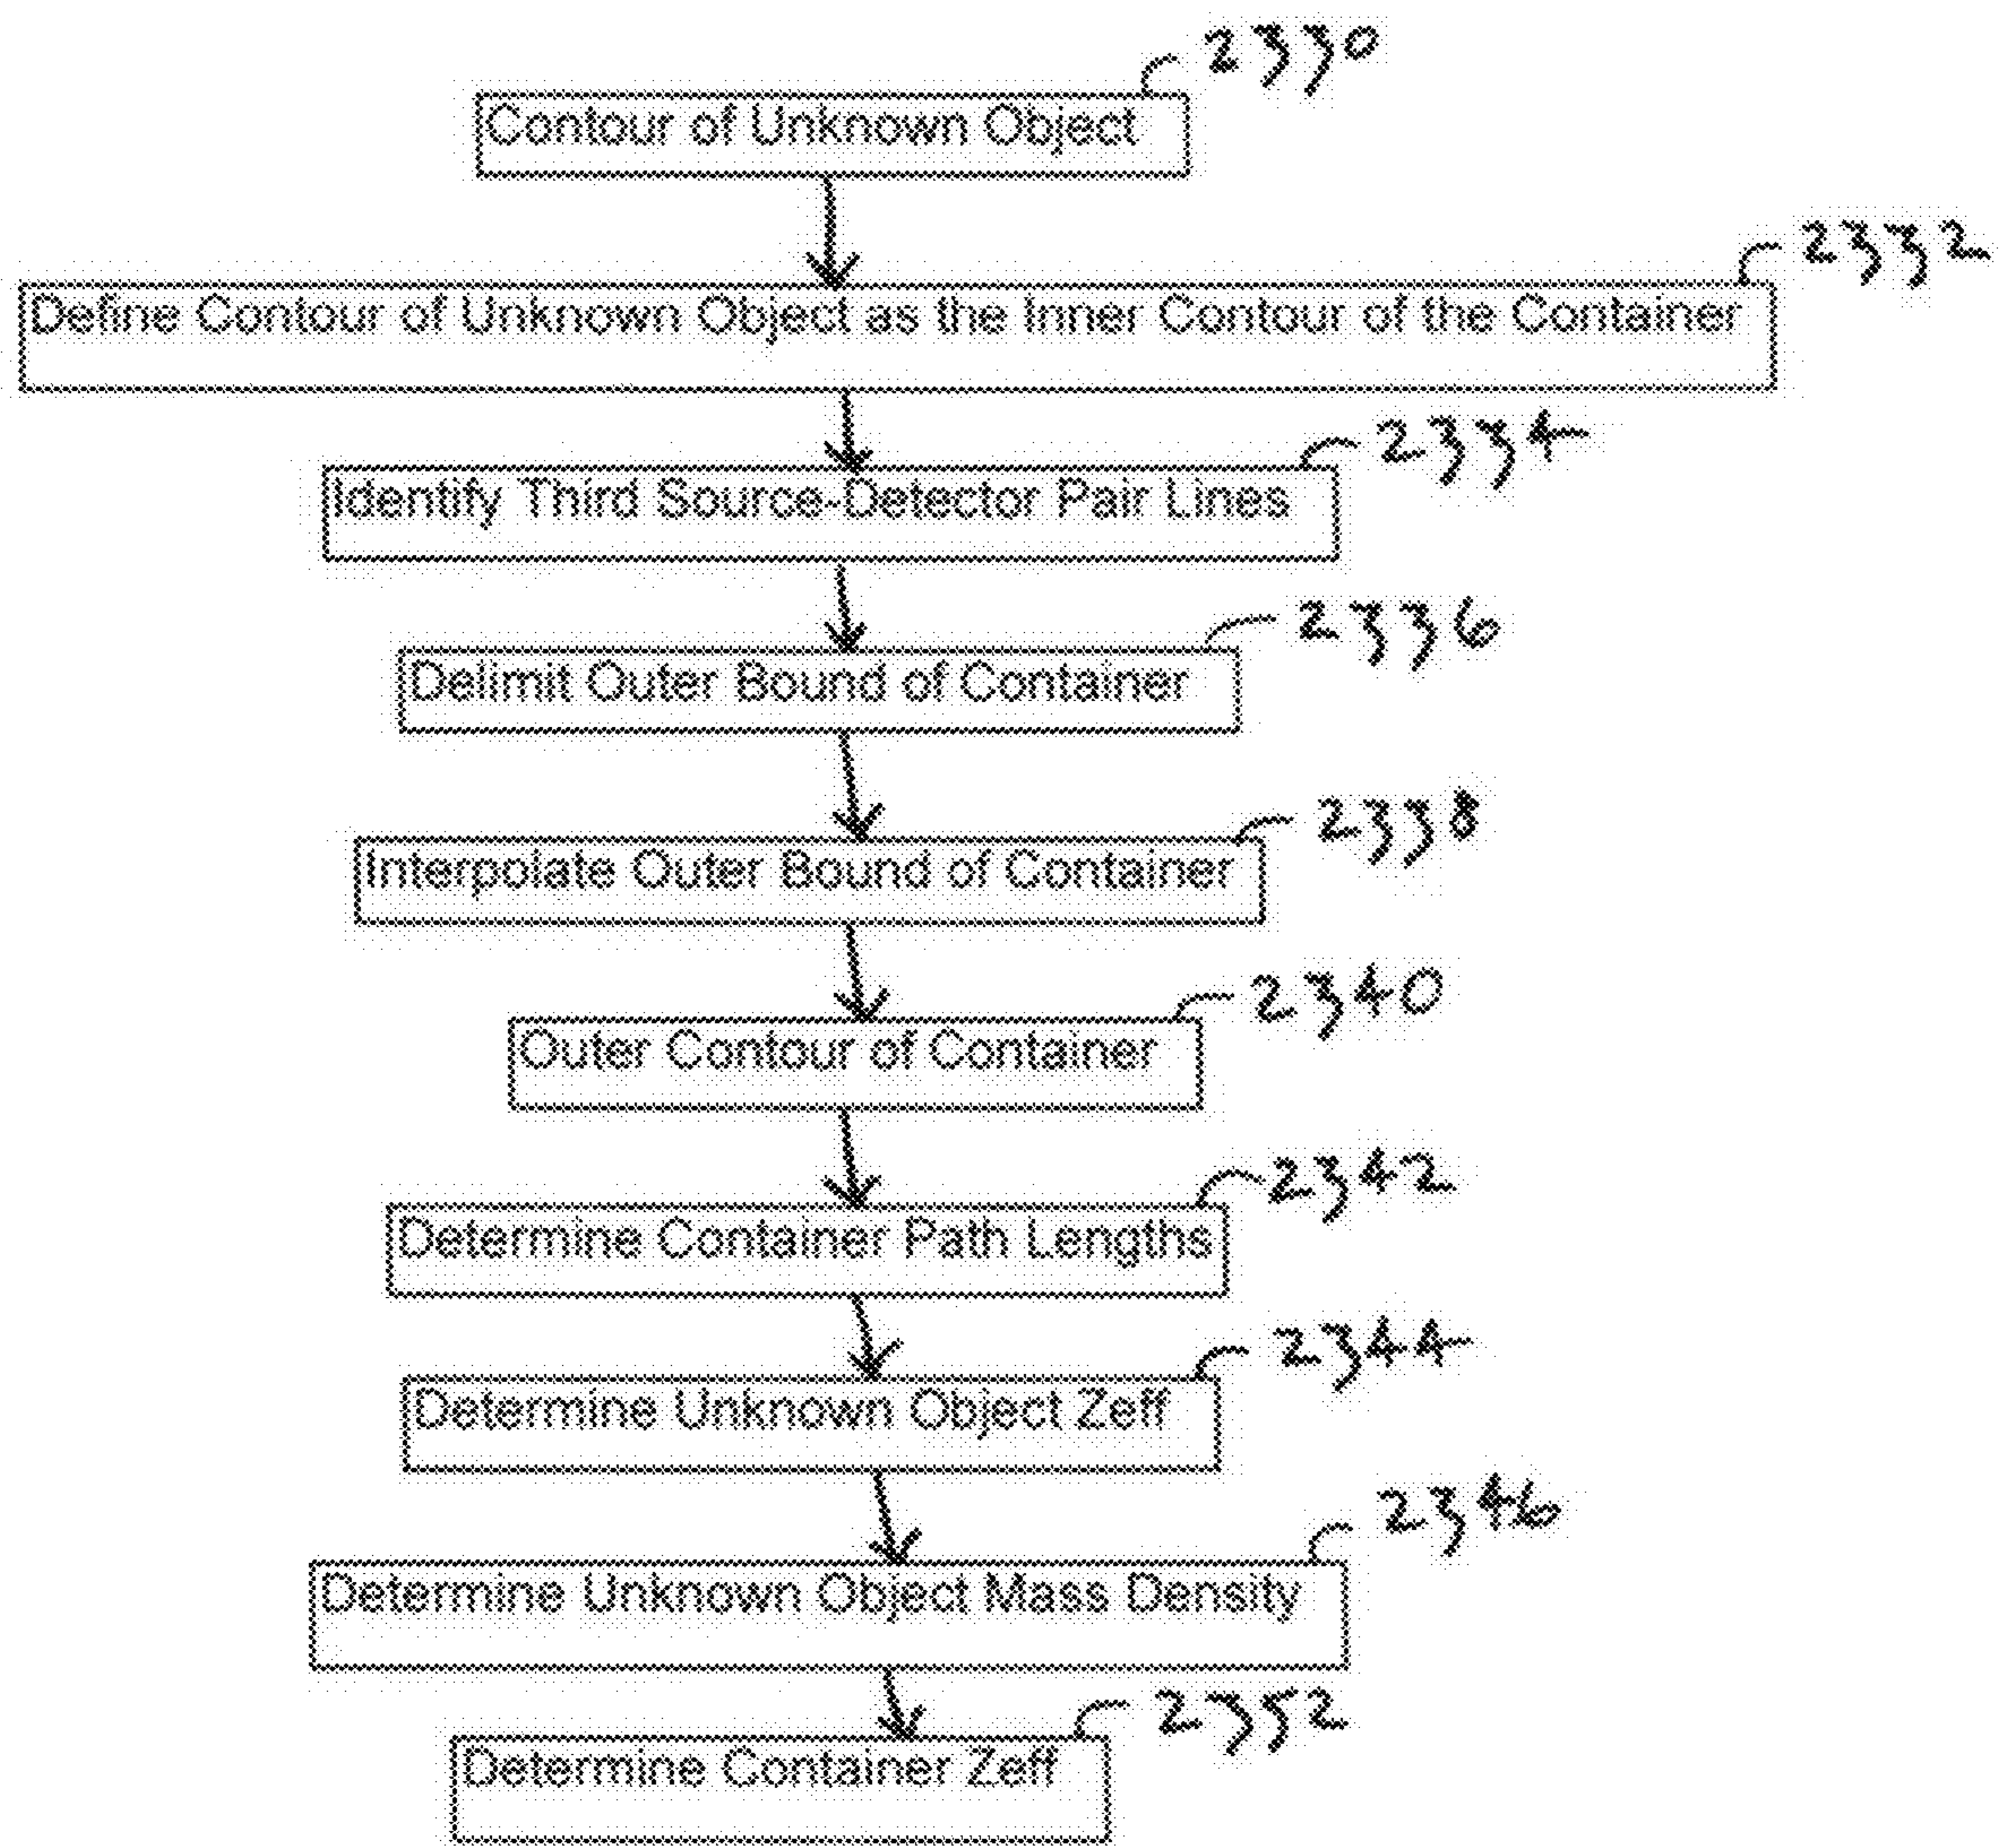 2330
Contour of Unknown Object
2332
Define Contour of Unknown Object as the Inner Contour of the Container
2334
Identify Third Source-Detector Pair Lines
2336
Delimit Outer Bound of Container
2338
Interpolate Outer Bound of Container
2340
Outer Contour of Container
2342
Determine Container Path Lengths
2344
Determine Unknown Object Zeff
2346
Determine Unknown Object Mass Density
2352
Determine Container Zeff